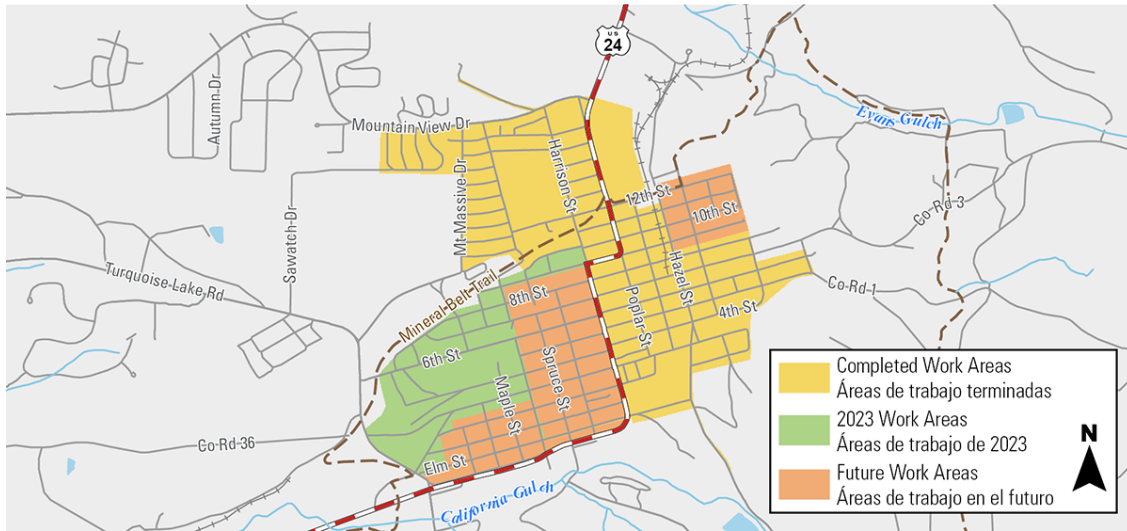 US
24
Autumn Dr
Mountain View Dr
Evans Gulch
Harrison St
Mt Massive Dr
12th St
10th St
Co Rd 3
Sawatch Dr
Turquoise Lake Rd
Mineral Belt Trail
8th St
Hazel St
Poplar St
4th St
Co Rd 1
6th St
Spruce St
Maple St
Co Rd 36
Elm St
California Gulch
Completed Work Areas
Áreas de trabajo terminadas
2023 Work Areas
Áreas de trabajo de 2023
Future Work Areas
Áreas de trabajo en el futuro
N